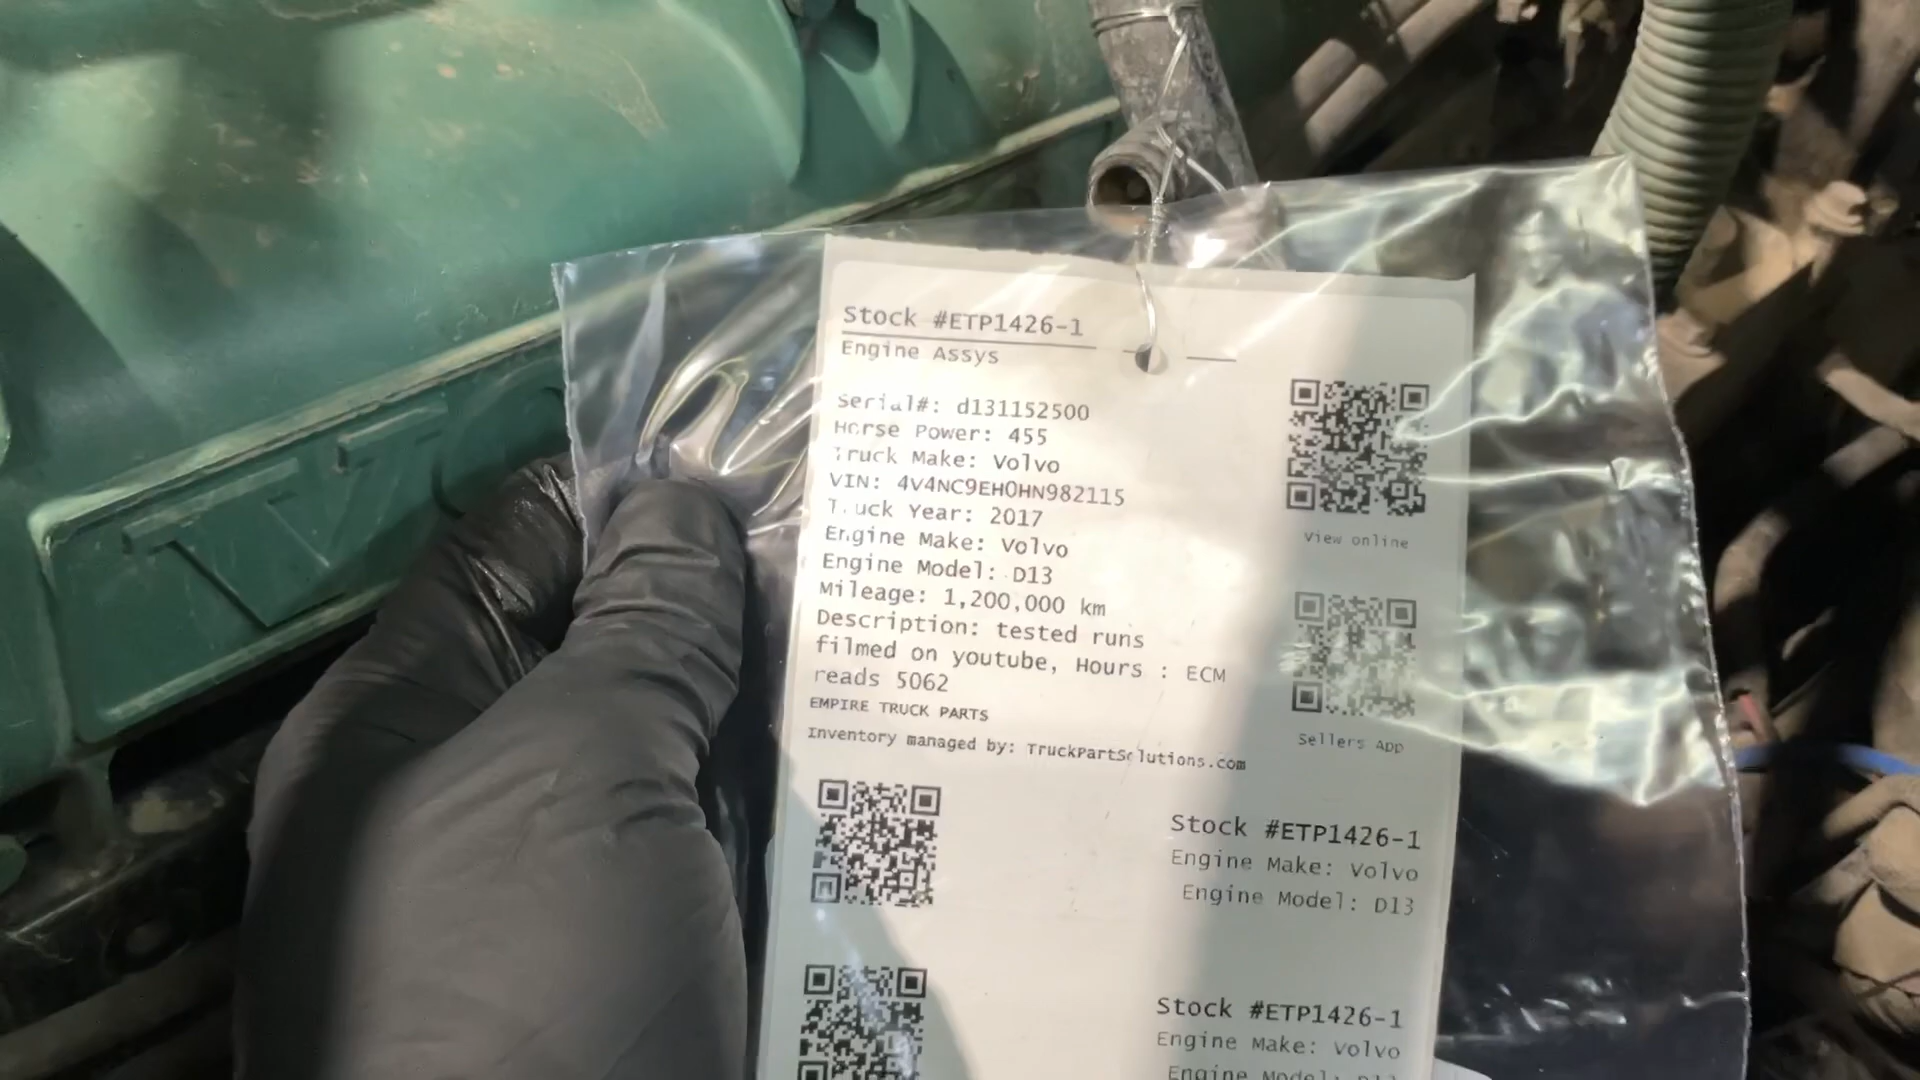 Stock #ETP1426-1
Engine Assys
Serial#: d131152500
Horse Power: 455
Truck Make: Volvo
VIN: 4V4NC9EH0HN982115
Truck Year: 2017
Engine Make: Volvo
Engine Model: D13
Mileage: 1,200,000 km
Description: tested runs
filmed on youtube, Hours : ECM
reads 5062
EMPIRE TRUCK PARTS
Inventory managed by: TruckPartSolutions.com
View online
Sellers App
Stock #ETP1426-1
Engine Make: Volvo
Engine Model: D13
Stock #ETP1426-1
Engine Make: Volvo
Engine Model: D13